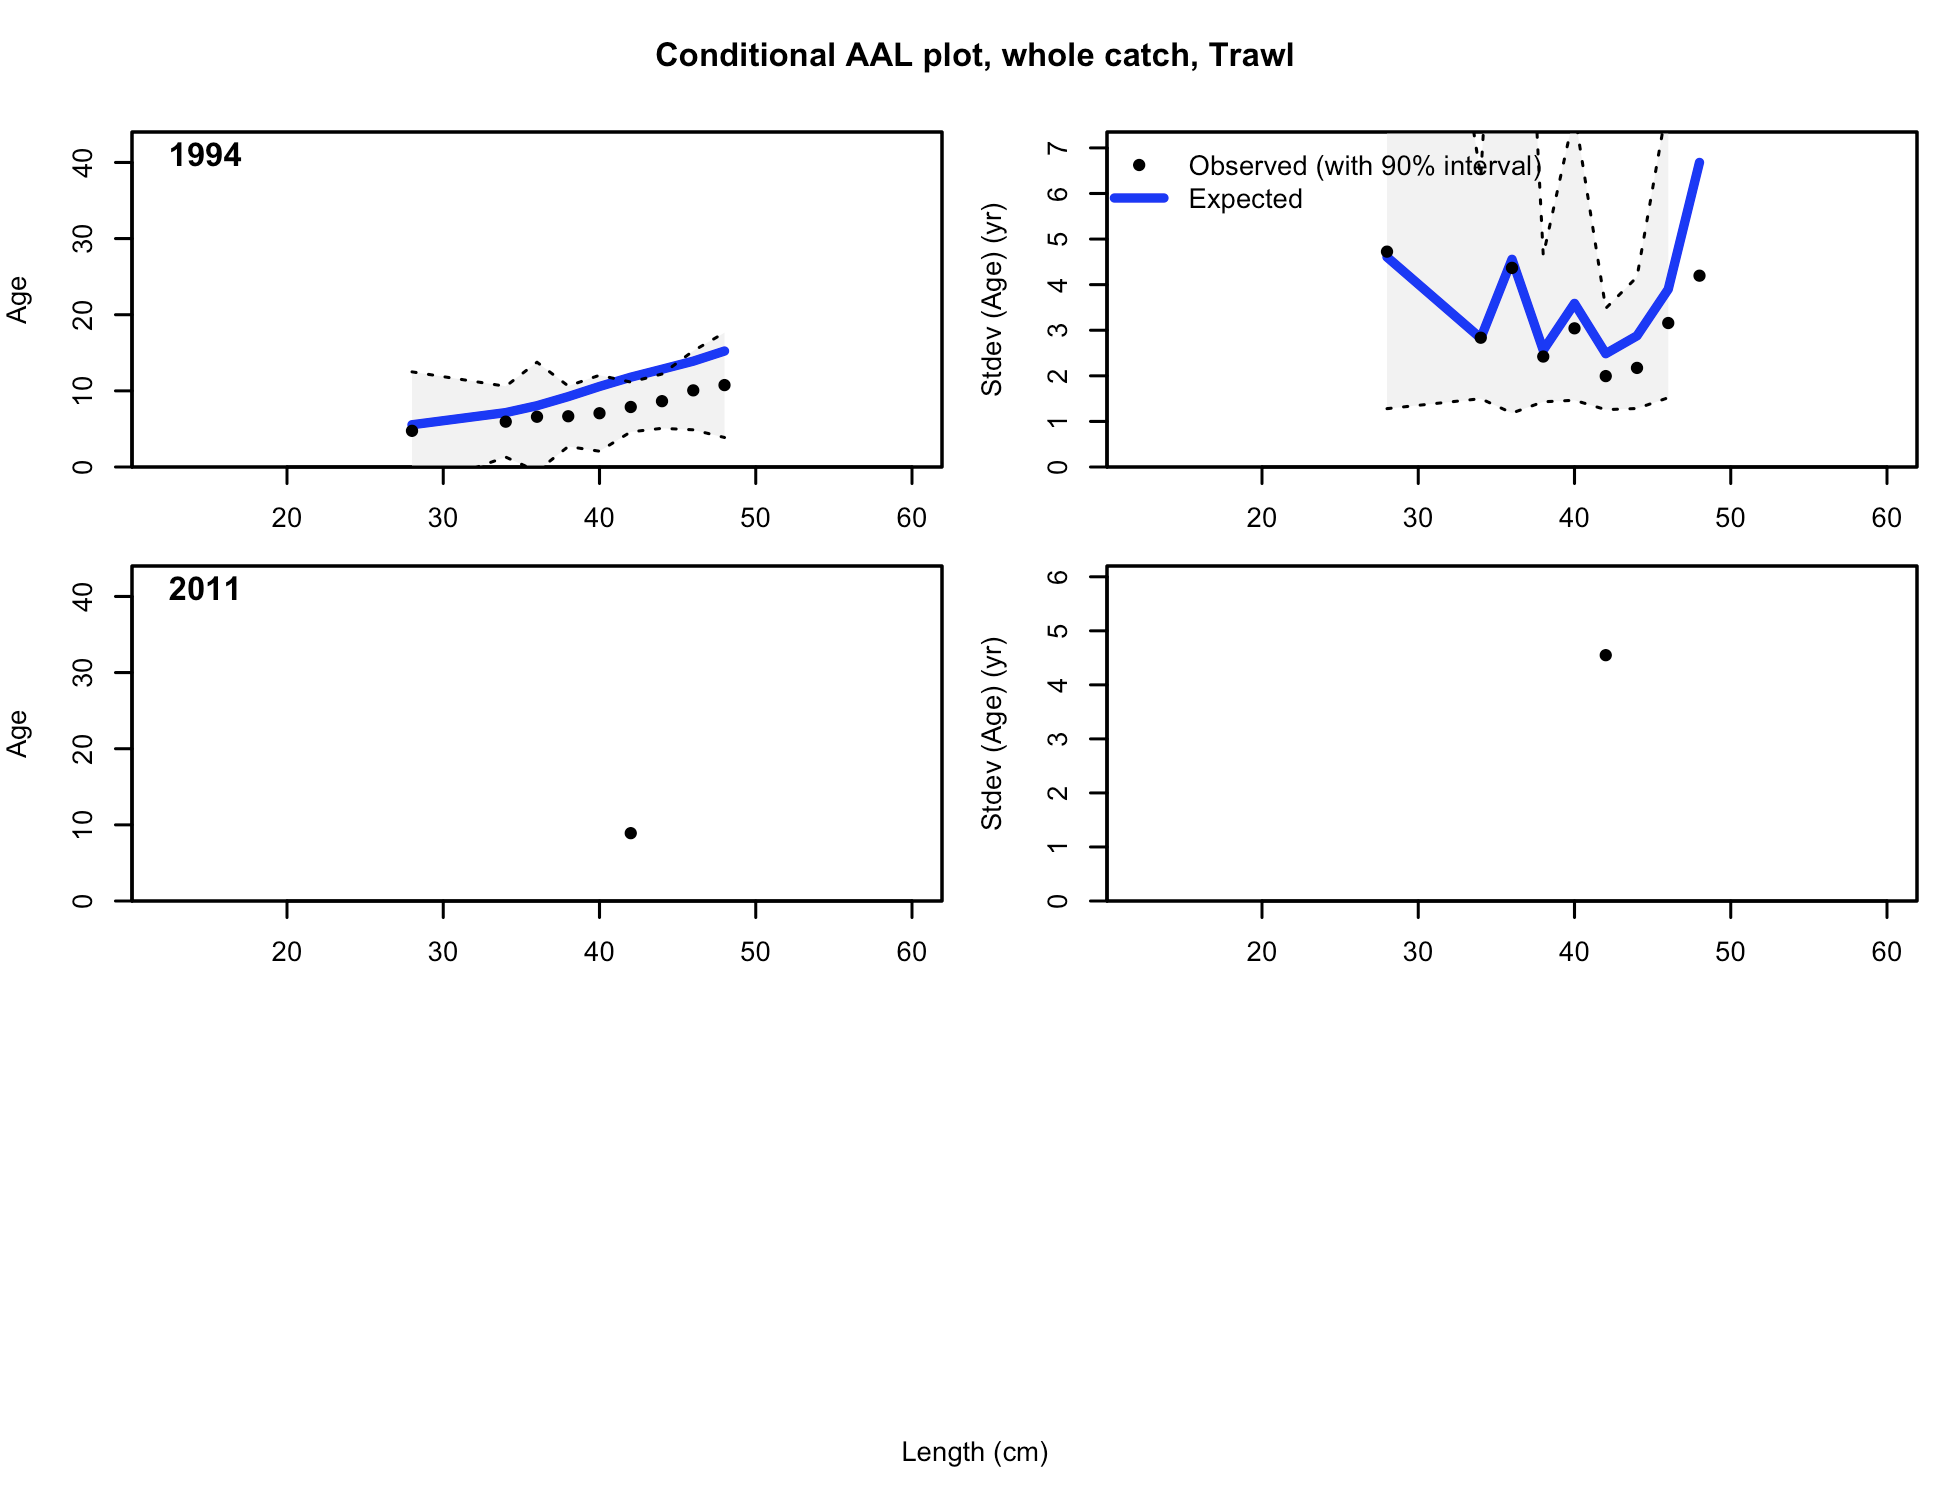 Conditional AAL plot, whole catch, Trawl
1994
Age
0 10 20 30 40
20 30 40 50 60
Observed (with 90% interval)
Expected
Stdev (Age) (yr)
0 1 2 3 4 5 6 7
20 30 40 50 60
2011
Age
0 10 20 30 40
20 30 40 50 60
Stdev (Age) (yr)
0 1 2 3 4 5 6
20 30 40 50 60
Length (cm)